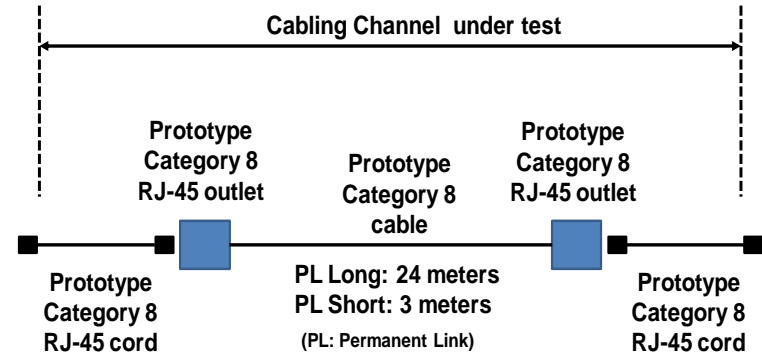 Cabling Channel under test
Prototype
Category 8
RJ-45 outlet
Prototype
Category 8
cable
Prototype
Category 8
RJ-45 outlet
Prototype
Category 8
RJ-45 cord
PL Long: 24 meters
PL Short: 3 meters
(PL: Permanent Link)
Prototype
Category 8
RJ-45 cord